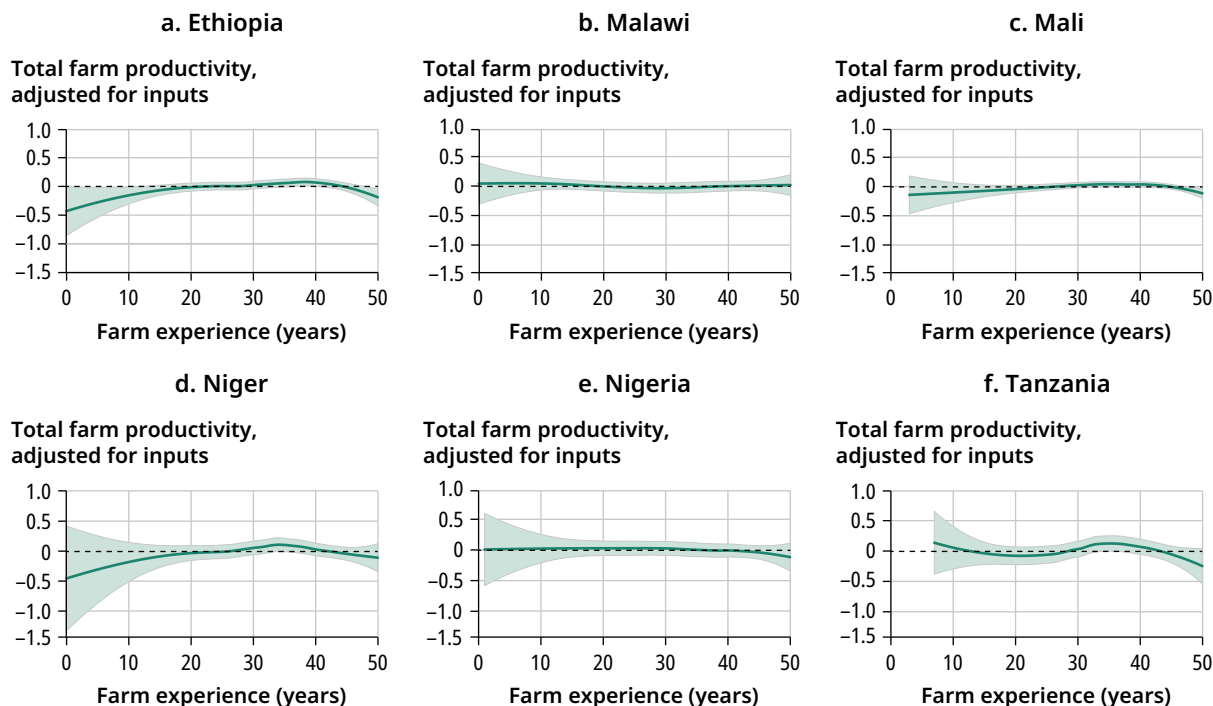 a. Ethiopia
Total farm productivity,
adjusted for inputs
1.0
0.5
0
−0.5
−1.0
−1.5
0 10 20 30 40 50
Farm experience (years)
b. Malawi
Total farm productivity,
adjusted for inputs
1.0
0.5
0
−0.5
−1.0
−1.5
0 10 20 30 40 50
Farm experience (years)
c. Mali
Total farm productivity,
adjusted for inputs
1.0
0.5
0
−0.5
−1.0
−1.5
0 10 20 30 40 50
Farm experience (years)
d. Niger
Total farm productivity,
adjusted for inputs
1.0
0.5
0
−0.5
−1.0
−1.5
0 10 20 30 40 50
Farm experience (years)
e. Nigeria
Total farm productivity,
adjusted for inputs
1.0
0.5
0
−0.5
−1.0
−1.5
0 10 20 30 40 50
Farm experience (years)
f. Tanzania
Total farm productivity,
adjusted for inputs
1.0
0.5
0
−0.5
−1.0
−1.5
0 10 20 30 40 50
Farm experience (years)